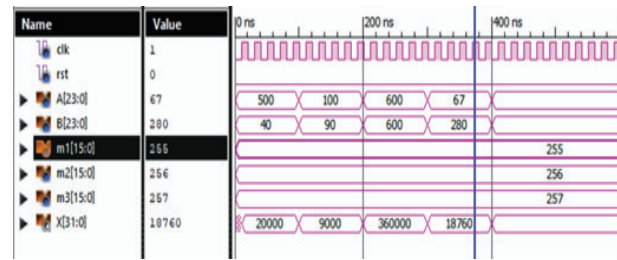 Name Value 0 ns 200 ns 400 ns
clk 1
rst 0
A[23:0] 67 500 100 600 67
B[23:0] 280 40 90 600 280
m1[15:0] 255 255
m2[15:0] 256 256
m3[15:0] 257 257
X[31:0] 18760 20000 9000 360000 18760